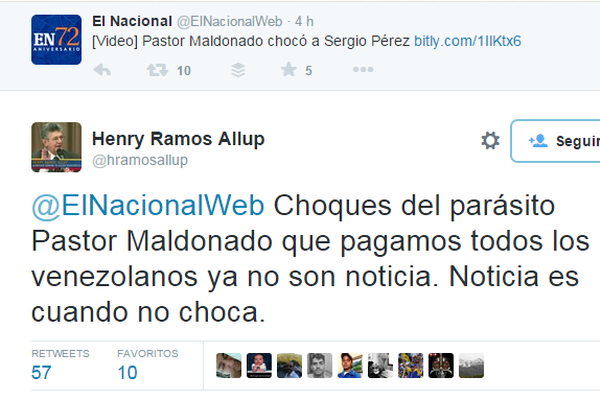 El Nacional @ElNacionalWeb · 4 h
[Video] Pastor Maldonado chocó a Sergio Pérez bitly.com/1IlKtx6
10 5
EN72
ANIVERSARIO
Henry Ramos Allup
@hramosallup
Seguir
@ElNacionalWeb Choques del parásito
Pastor Maldonado que pagamos todos los
venezolanos ya no son noticia. Noticia es
cuando no choca.
RETWEETS FAVORITOS
57 10